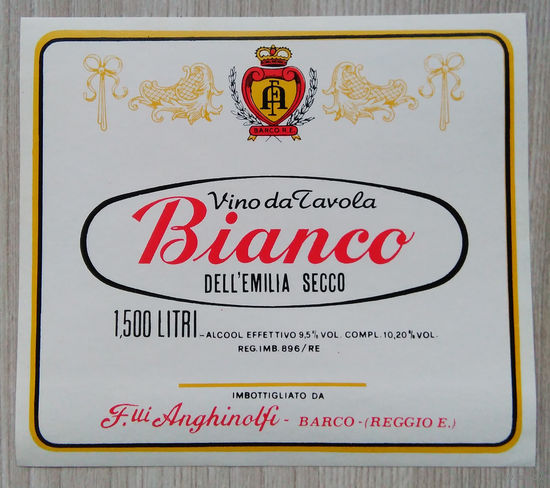 FA
BARCO R.E.
Vino da Tavola
Bianco
DELL'EMILIA SECCO
1,500 LITRI – ALCOOL EFFETTIVO 9,5% VOL. COMPL. 10,20% VOL.
REG. IMB. 896/RE
IMBOTTIGLIATO DA
F.lli Anghinolfi - BARCO - (REGGIO E.)